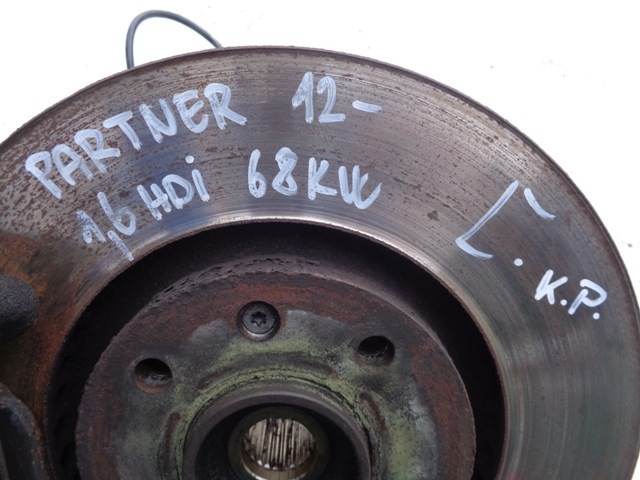 PARTNER 12-
1,6 HDi 68KW
L.
K.P.